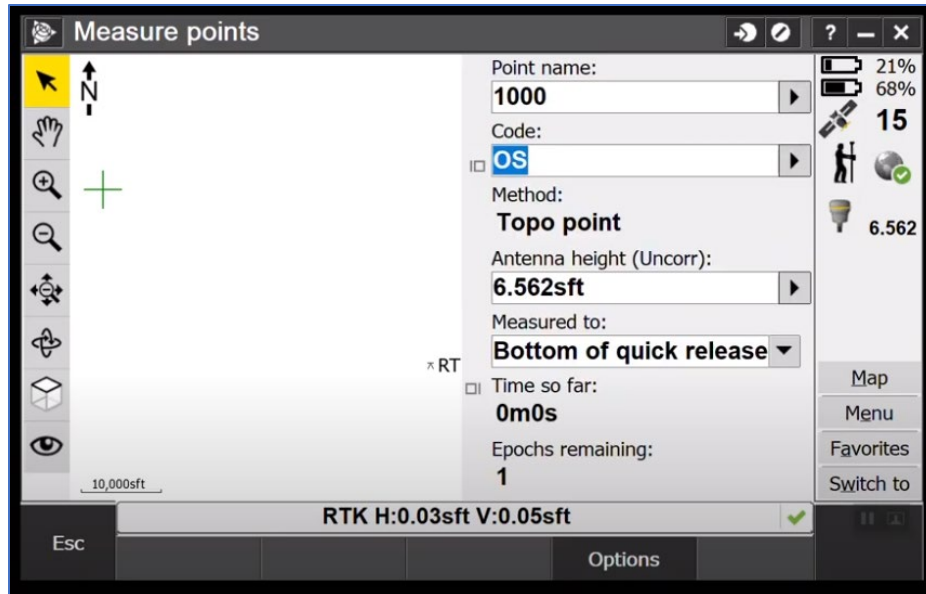 Measure points
? – ×
N
RT
10,000sft
Point name:
1000
Code:
OS
Method:
Topo point
Antenna height (Uncorr):
6.562sft
Measured to:
Bottom of quick release
Time so far:
0m0s
Epochs remaining:
1
21%
68%
15
6.562
Map
Menu
Favorites
Switch to
RTK H:0.03sft V:0.05sft
Esc
Options